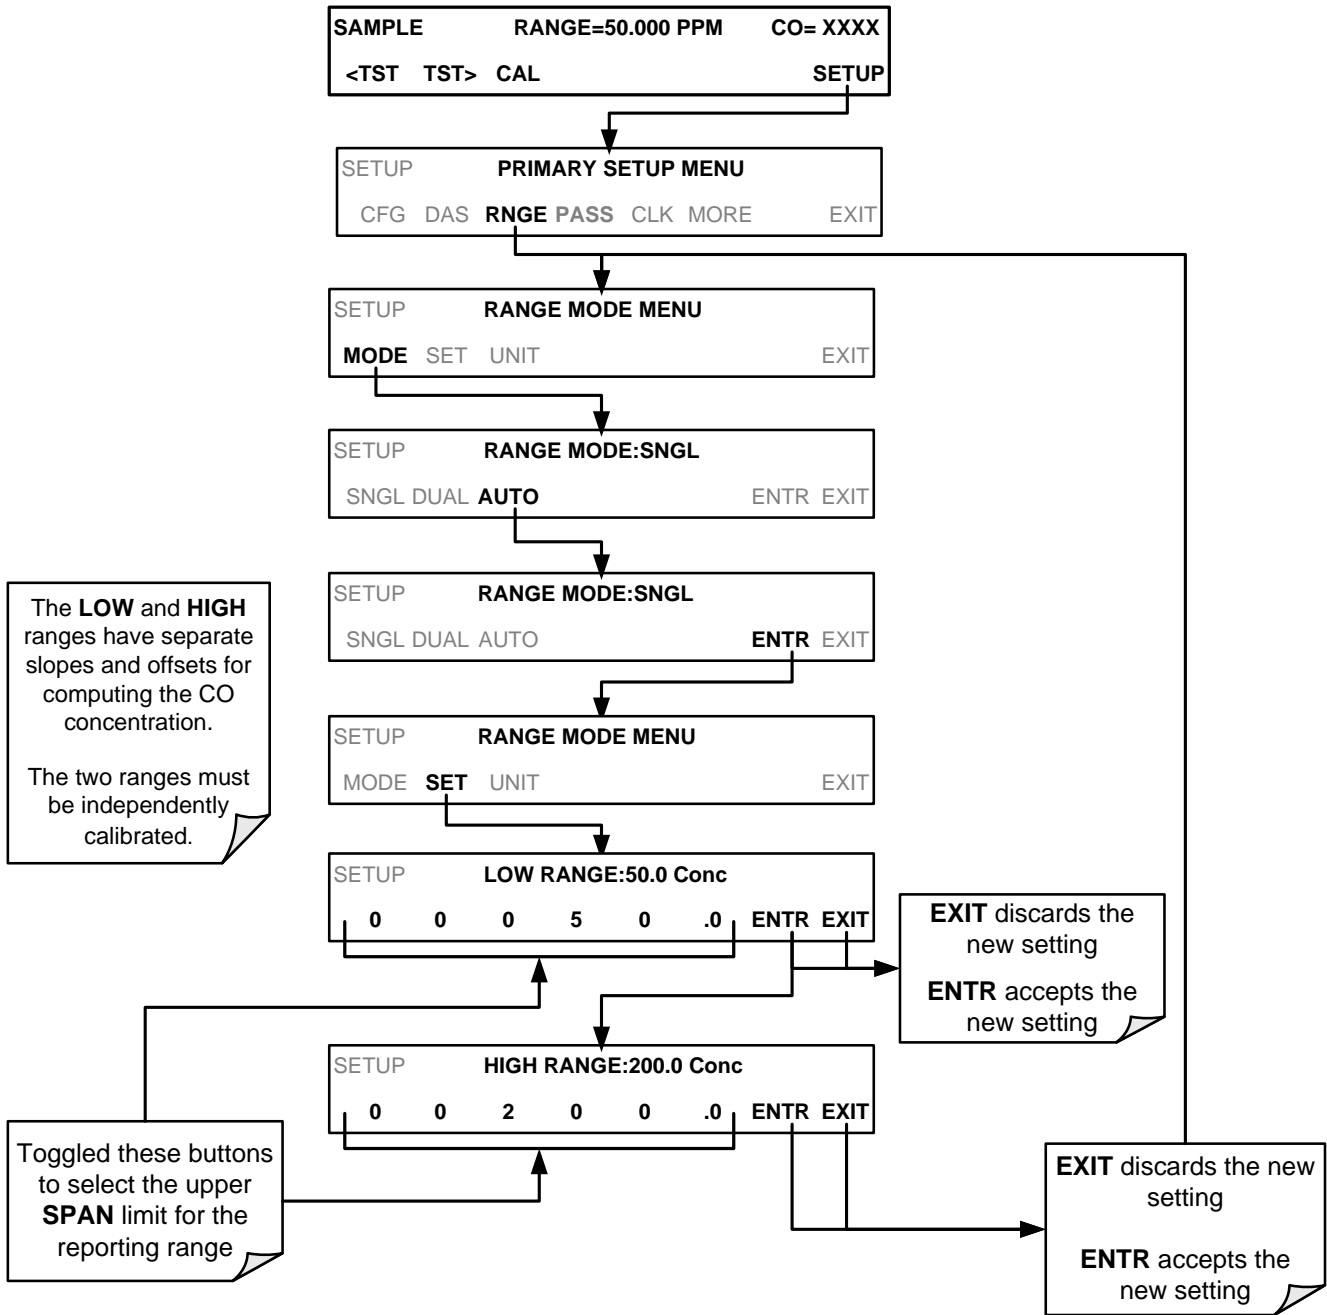 SAMPLE RANGE=50.000 PPM CO= XXXX
<TST TST> CAL SETUP
SETUP PRIMARY SETUP MENU
CFG DAS RNGE PASS CLK MORE EXIT
SETUP RANGE MODE MENU
MODE SET UNIT EXIT
SETUP RANGE MODE:SNGL
SNGL DUAL AUTO ENTR EXIT
SETUP RANGE MODE:SNGL
SNGL DUAL AUTO ENTR EXIT
The LOW and HIGH
ranges have separate
slopes and offsets for
computing the CO
concentration.
The two ranges must
be independently
calibrated.
SETUP RANGE MODE MENU
MODE SET UNIT EXIT
SETUP LOW RANGE:50.0 Conc
0 0 0 5 0 .0 ENTR EXIT
EXIT discards the
new setting
ENTR accepts the
new setting
SETUP HIGH RANGE:200.0 Conc
0 0 2 0 0 .0 ENTR EXIT
Toggled these buttons
to select the upper
SPAN limit for the
reporting range
EXIT discards the new
setting
ENTR accepts the
new setting